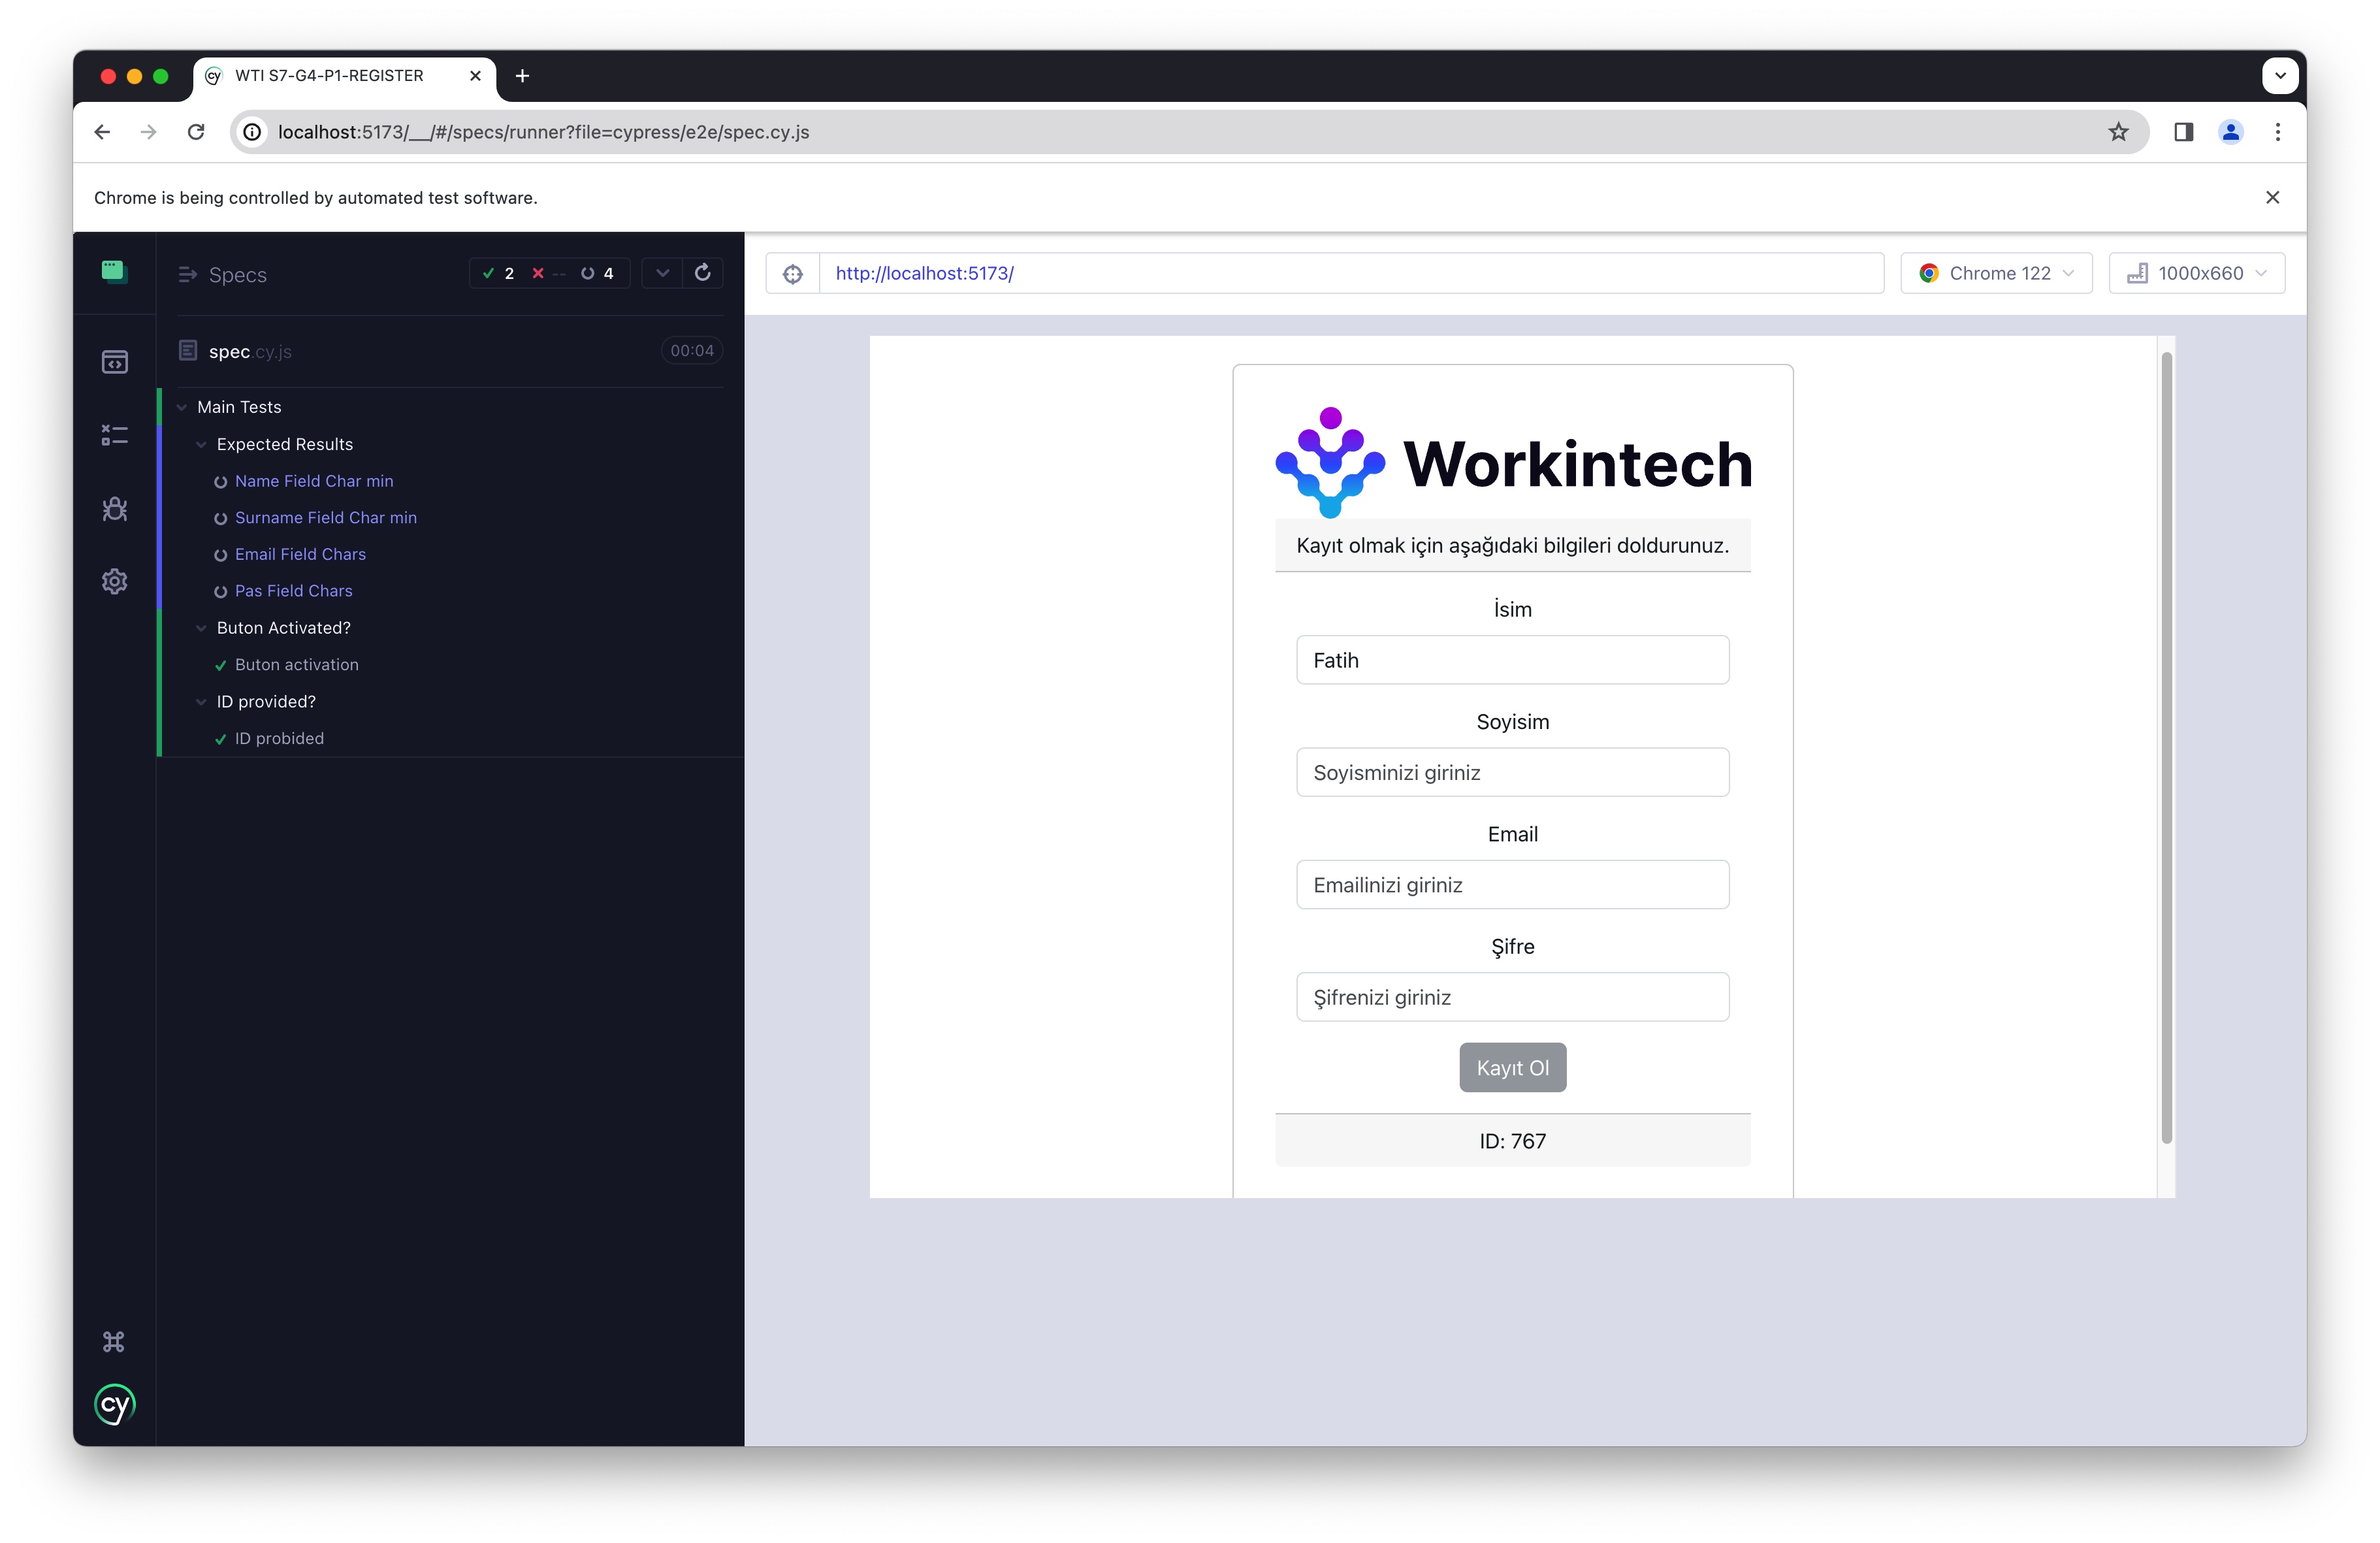 WTI S7-G4-P1-REGISTER
localhost:5173/__/#/specs/runner?file=cypress/e2e/spec.cy.js
Chrome is being controlled by automated test software.
Specs
2 -- 4
spec.cy.js
00:04
Main Tests
Expected Results
Name Field Char min
Surname Field Char min
Email Field Chars
Pas Field Chars
Buton Activated?
Buton activation
ID provided?
ID probided
cy
http://localhost:5173/
Chrome 122
1000x660
Workintech
Kayıt olmak için aşağıdaki bilgileri doldurunuz.
İsim
Fatih
Soyisim
Soyisminizi giriniz
Email
Emailinizi giriniz
Şifre
Şifrenizi giriniz
Kayıt Ol
ID: 767